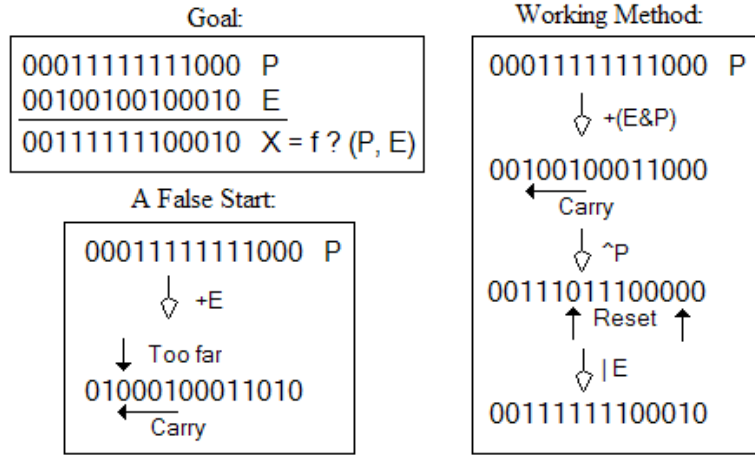 Goal:
00011111111000 P
00100100100010 E
00111111100010 X = f ? (P, E)
A False Start:
00011111111000 P
+E
Too far
01000100011010
Carry
Working Method:
00011111111000 P
+(E&P)
00100100011000
Carry
^P
00111011100000
Reset
| E
00111111100010